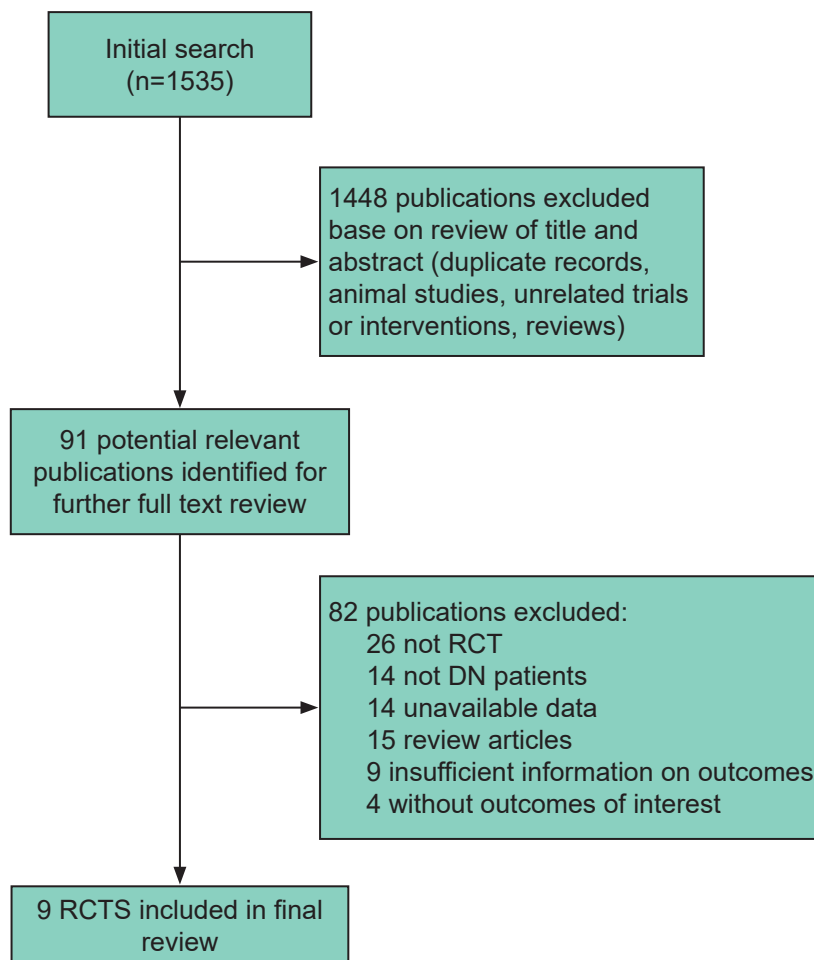 Initial search
(n=1535)
1448 publications excluded
base on review of title and
abstract (duplicate records,
animal studies, unrelated trials
or interventions, reviews)
91 potential relevant
publications identified for
further full text review
82 publications excluded:
26 not RCT
14 not DN patients
14 unavailable data
15 review articles
9 insufficient information on outcomes
4 without outcomes of interest
9 RCTS included in final
review